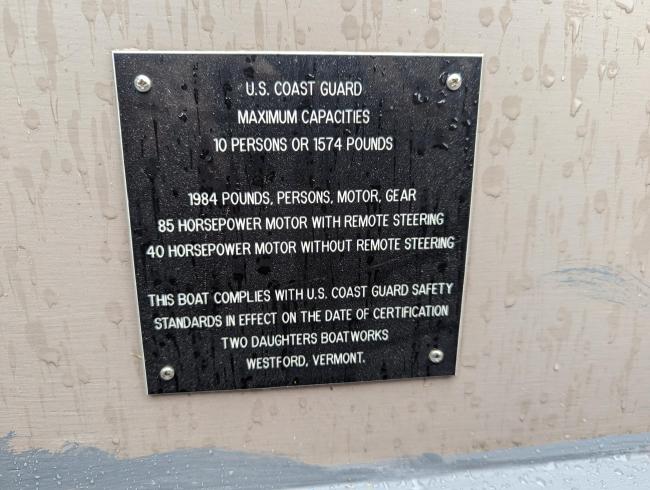 U.S. COAST GUARD
MAXIMUM CAPACITIES
10 PERSONS OR 1574 POUNDS
1984 POUNDS, PERSONS, MOTOR, GEAR
85 HORSEPOWER MOTOR WITH REMOTE STEERING
40 HORSEPOWER MOTOR WITHOUT REMOTE STEERING
THIS BOAT COMPLIES WITH U.S. COAST GUARD SAFETY
STANDARDS IN EFFECT ON THE DATE OF CERTIFICATION
TWO DAUGHTERS BOATWORKS
WESTFORD, VERMONT.